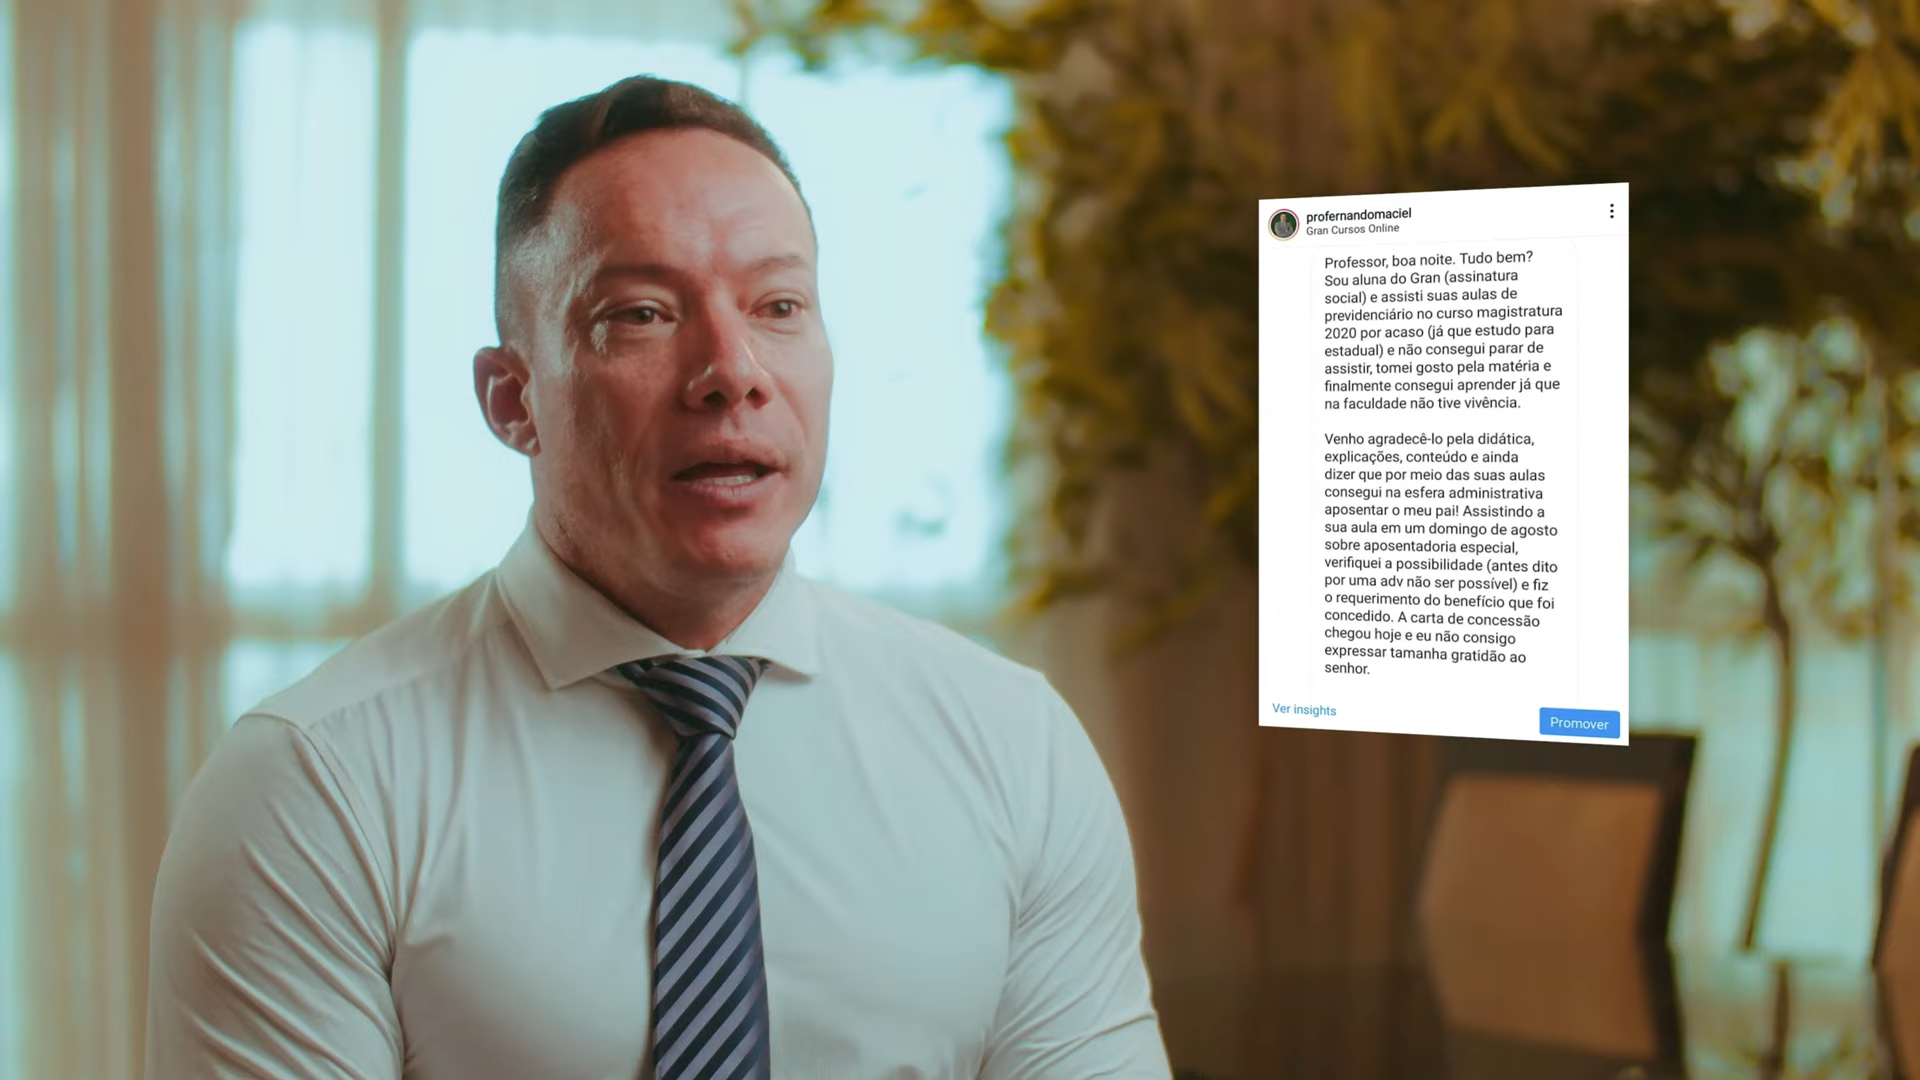 profernandomaciel
Gran Cursos Online
Professor, boa noite. Tudo bem?
Sou aluna do Gran (assinatura
social) e assisti suas aulas de
previdenciário no curso magistratura
2020 por acaso (já que estudo para
estadual) e não consegui parar de
assistir, tomei gosto pela matéria e
finalmente consegui aprender já que
na faculdade não tive vivência.
Venho agradecê-lo pela didática,
explicações, conteúdo e ainda
dizer que por meio das suas aulas
consegui na esfera administrativa
aposentar o meu pai! Assistindo a
sua aula em um domingo de agosto
sobre aposentadoria especial,
verifiquei a possibilidade (antes dito
por uma adv não ser possível) e fiz
o requerimento do benefício que foi
concedido. A carta de concessão
chegou hoje e eu não consigo
expressar tamanha gratidão ao
senhor.
Ver insights
Promover